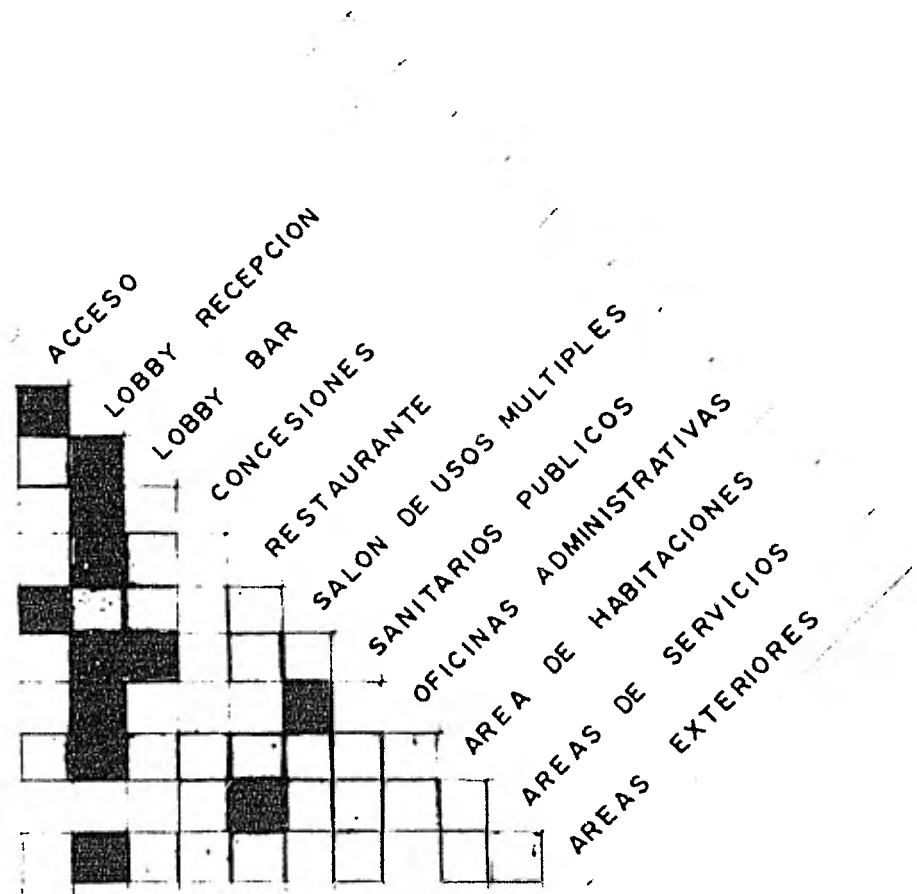 ACCESO
LOBBY RECEPCION
LOBBY BAR
CONCESIONES
RESTAURANTE
SALON DE USOS MULTIPLES
SANITARIOS PUBLICOS
OFICINAS ADMINISTRATIVAS
AREA DE HABITACIONES
AREAS DE SERVICIOS
AREAS EXTERIORES